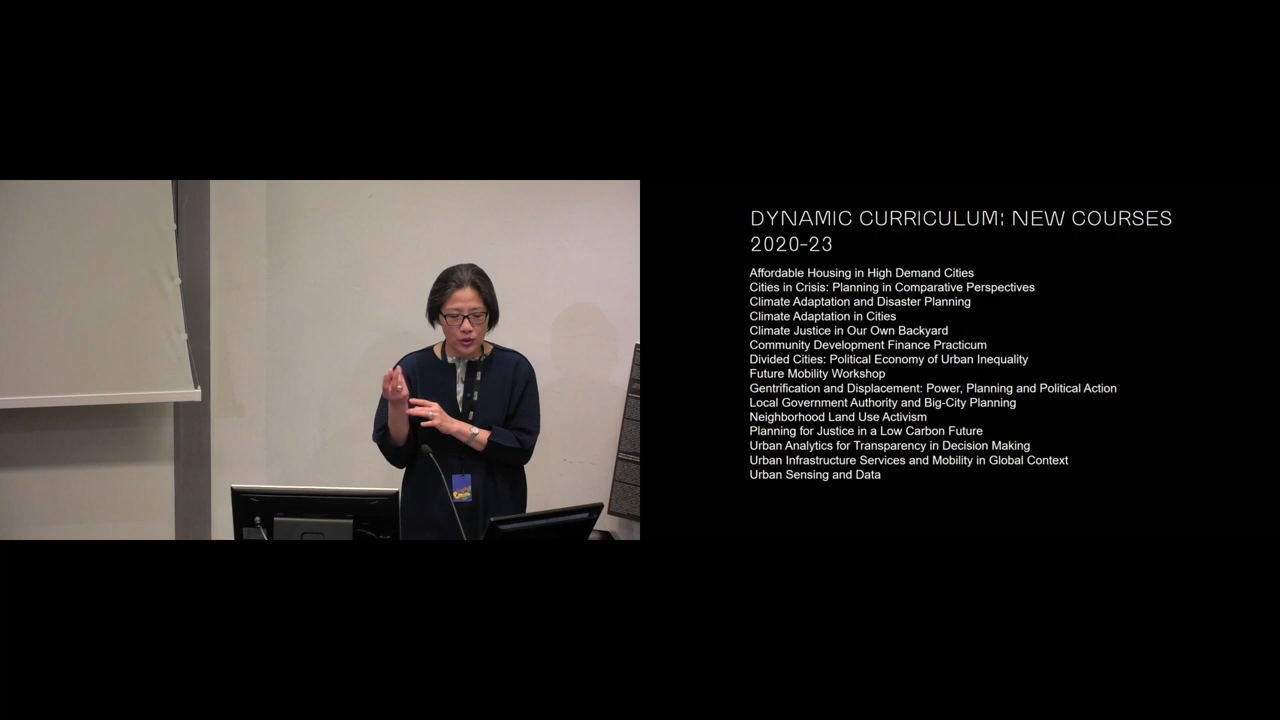 DYNAMIC CURRICULUM: NEW COURSES
2020-23
Affordable Housing in High Demand Cities
Cities in Crisis: Planning in Comparative Perspectives
Climate Adaptation and Disaster Planning
Climate Adaptation in Cities
Climate Justice in Our Own Backyard
Community Development Finance Practicum
Divided Cities: Political Economy of Urban Inequality
Future Mobility Workshop
Gentrification and Displacement: Power, Planning and Political Action
Local Government Authority and Big-City Planning
Neighborhood Land Use Activism
Planning for Justice in a Low Carbon Future
Urban Analytics for Transparency in Decision Making
Urban Infrastructure Services and Mobility in Global Context
Urban Sensing and Data